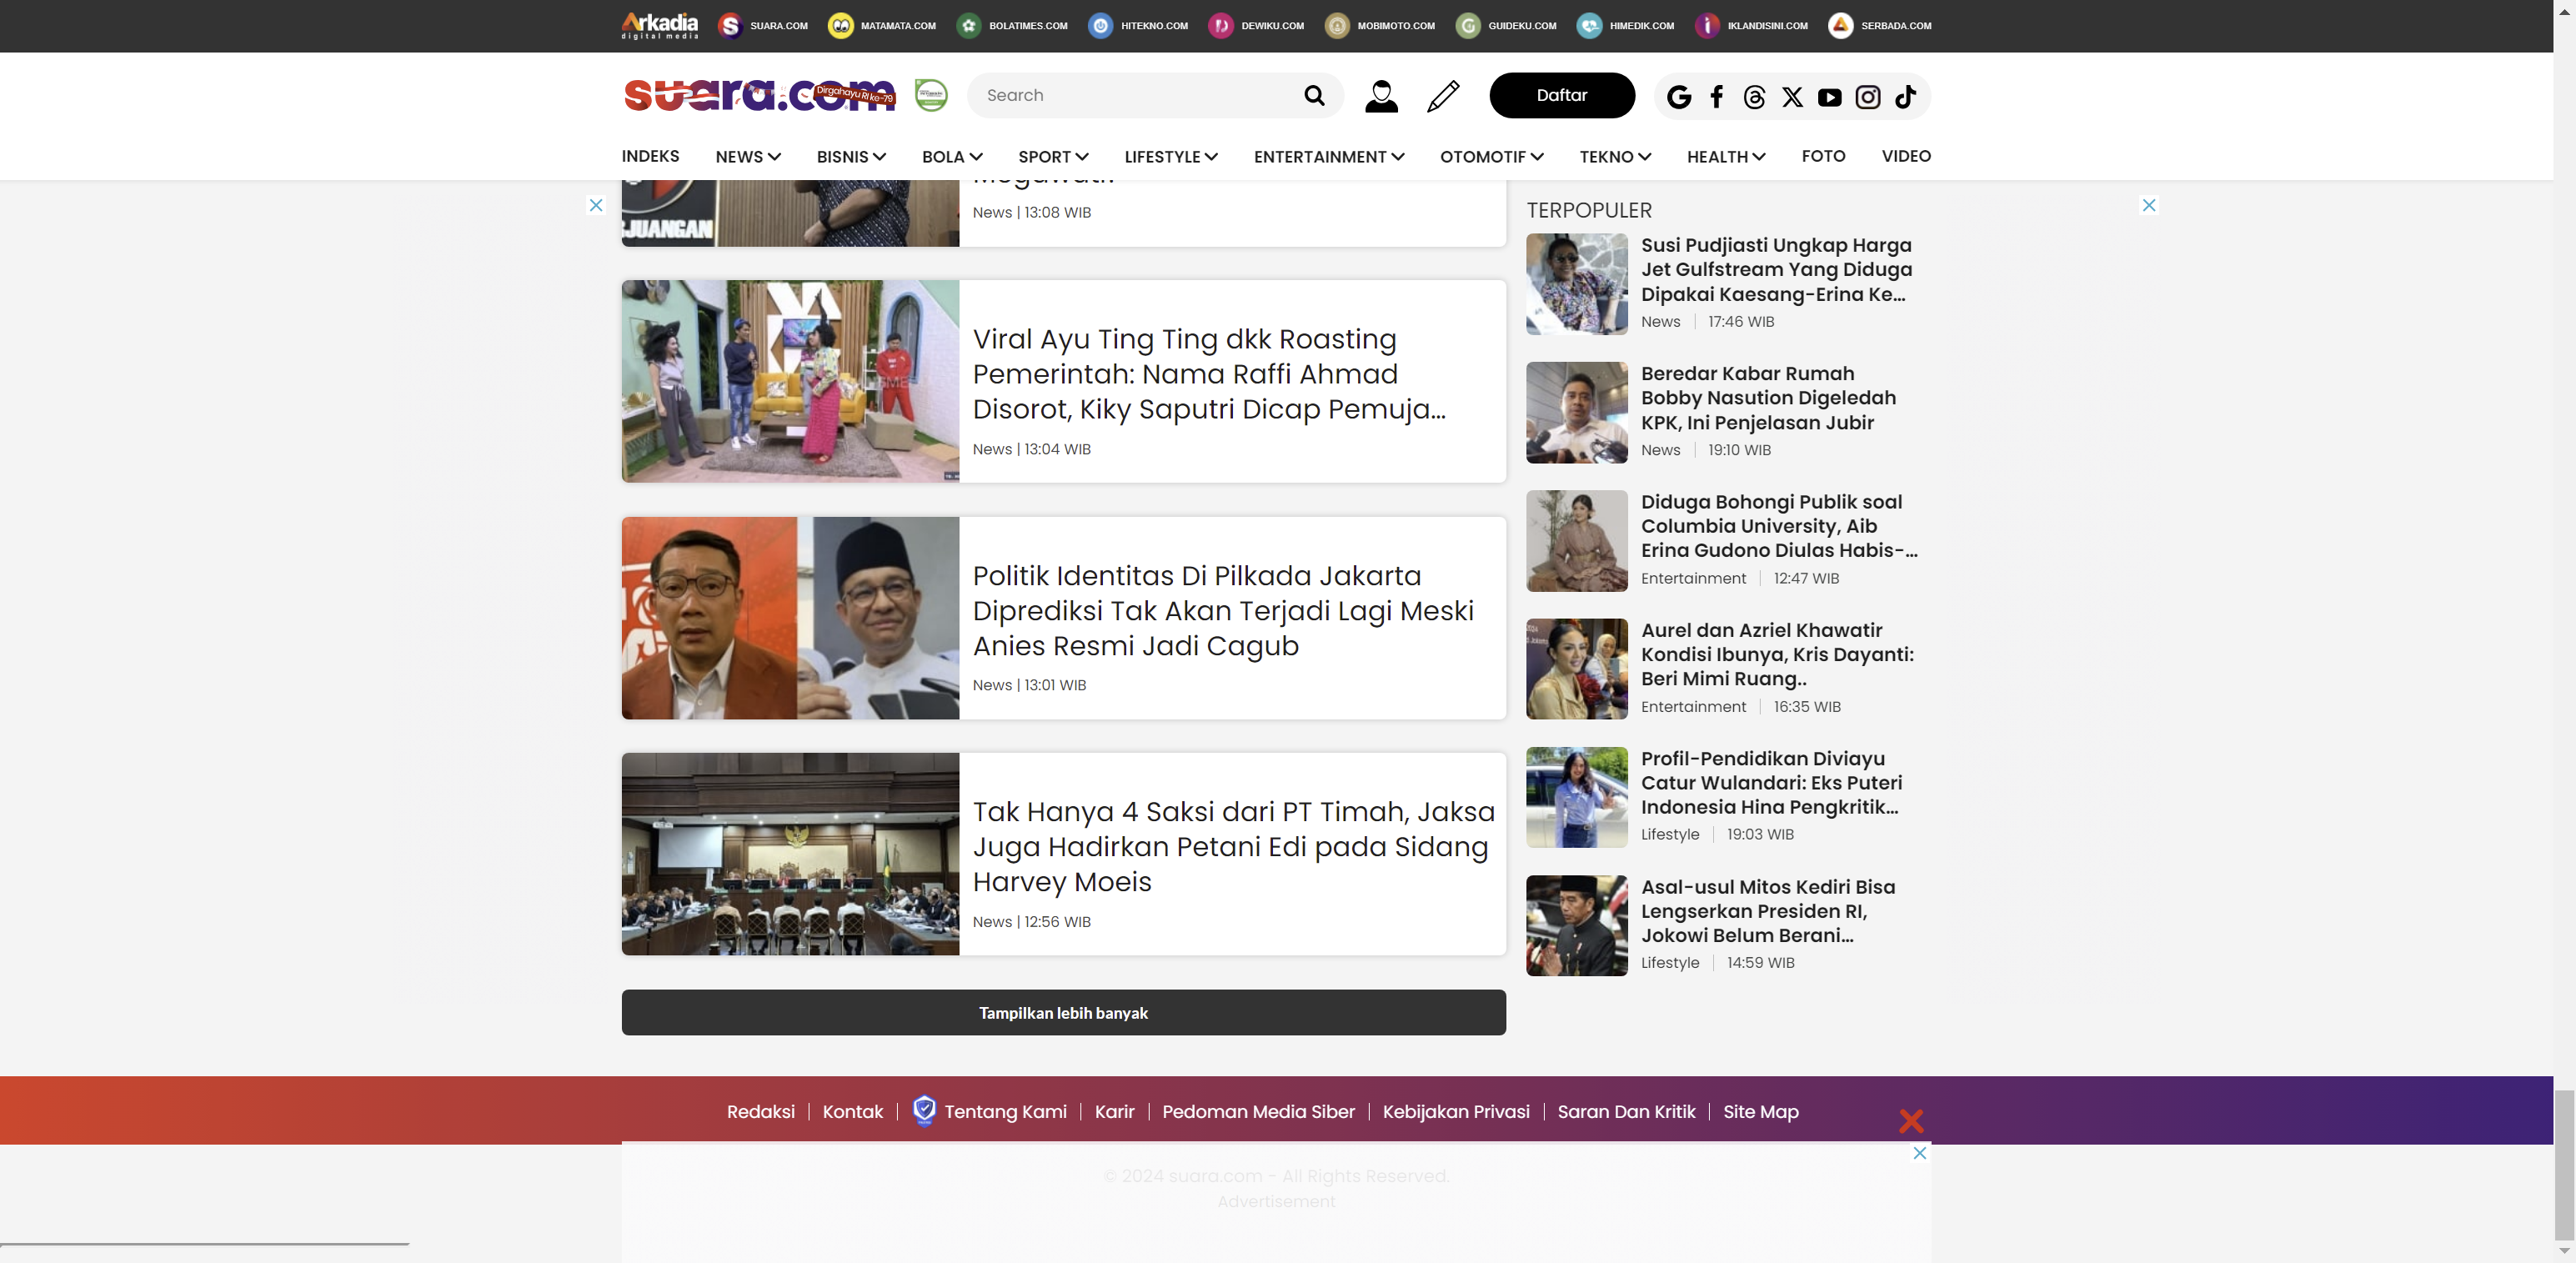 Arkadia
digital media
SUARA.COM
MATAMATA.COM
BOLATIMES.COM
HITEKNO.COM
DEWIKU.COM
MOBIMOTO.COM
GUIDEKU.COM
HIMEDIK.COM
IKLANDISINI.COM
SERBADA.COM
suara.com
Dirgahayu RI ke-79
Search
Daftar
INDEKS
NEWS
BISNIS
BOLA
SPORT
LIFESTYLE
ENTERTAINMENT
OTOMOTIF
TEKNO
HEALTH
FOTO
VIDEO
JUANGAN
News | 13:08 WIB
Viral Ayu Ting Ting dkk Roasting
Pemerintah: Nama Raffi Ahmad
Disorot, Kiky Saputri Dicap Pemuja...
News | 13:04 WIB
Politik Identitas Di Pilkada Jakarta
Diprediksi Tak Akan Terjadi Lagi Meski
Anies Resmi Jadi Cagub
News | 13:01 WIB
Tak Hanya 4 Saksi dari PT Timah, Jaksa
Juga Hadirkan Petani Edi pada Sidang
Harvey Moeis
News | 12:56 WIB
Tampilkan lebih banyak
TERPOPULER
Susi Pudjiasti Ungkap Harga
Jet Gulfstream Yang Diduga
Dipakai Kaesang-Erina Ke...
News | 17:46 WIB
Beredar Kabar Rumah
Bobby Nasution Digeledah
KPK, Ini Penjelasan Jubir
News | 19:10 WIB
Diduga Bohongi Publik soal
Columbia University, Aib
Erina Gudono Diulas Habis-...
Entertainment | 12:47 WIB
Aurel dan Azriel Khawatir
Kondisi Ibunya, Kris Dayanti:
Beri Mimi Ruang..
Entertainment | 16:35 WIB
Profil-Pendidikan Diviayu
Catur Wulandari: Eks Puteri
Indonesia Hina Pengkritik...
Lifestyle | 19:03 WIB
Asal-usul Mitos Kediri Bisa
Lengserkan Presiden RI,
Jokowi Belum Berani...
Lifestyle | 14:59 WIB
Redaksi | Kontak | Tentang Kami | Karir | Pedoman Media Siber | Kebijakan Privasi | Saran Dan Kritik | Site Map
© 2024 suara.com - All Rights Reserved.
Advertisement